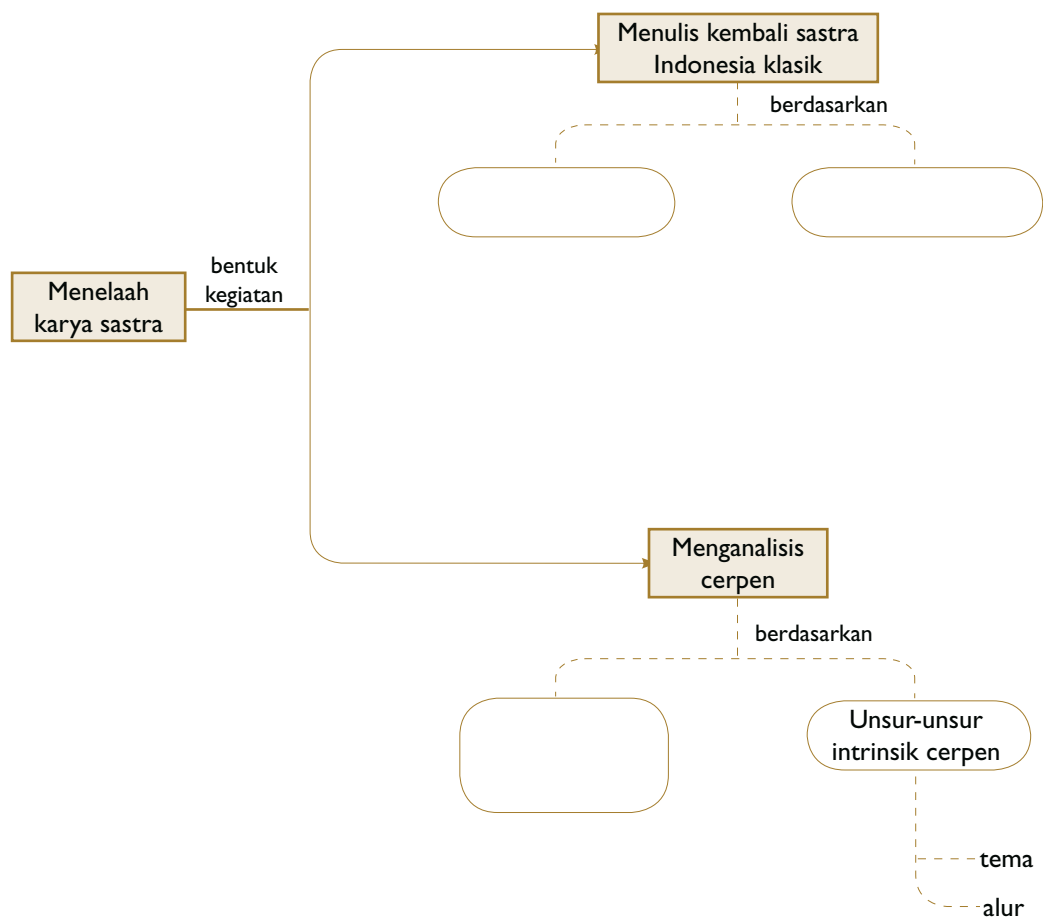 Menulis kembali sastra
Indonesia klasik
berdasarkan
bentuk
kegiatan
Menelaah
karya sastra
Menganalisis
cerpen
berdasarkan
Unsur-unsur
intrinsik cerpen
tema
alur